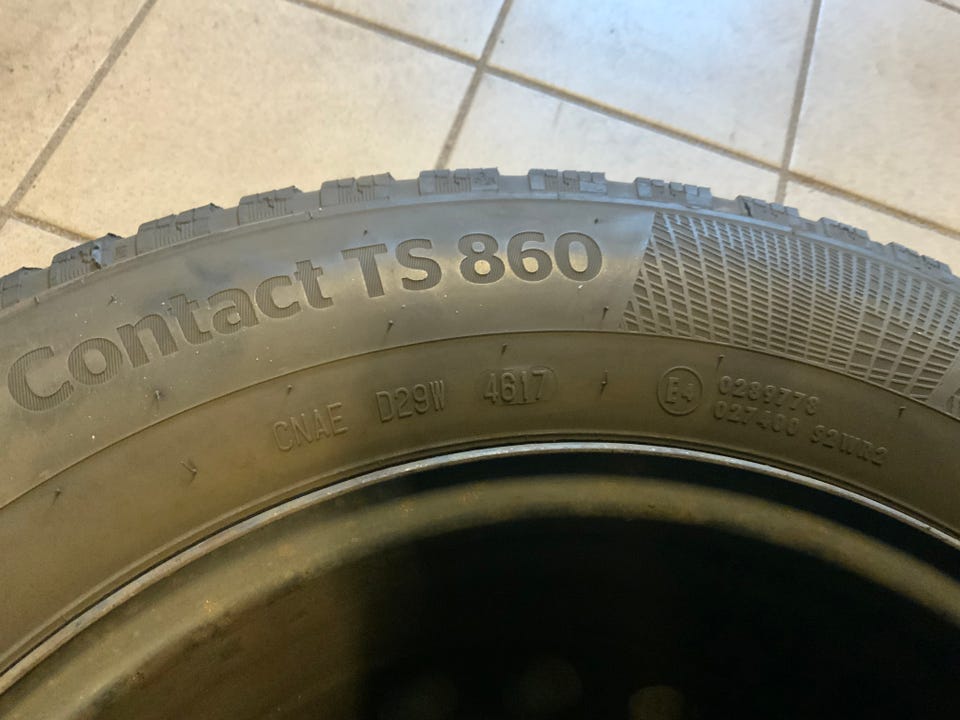 Contact TS 860
CNAE D29W 4617
E4 0289778
027400 S2WR2